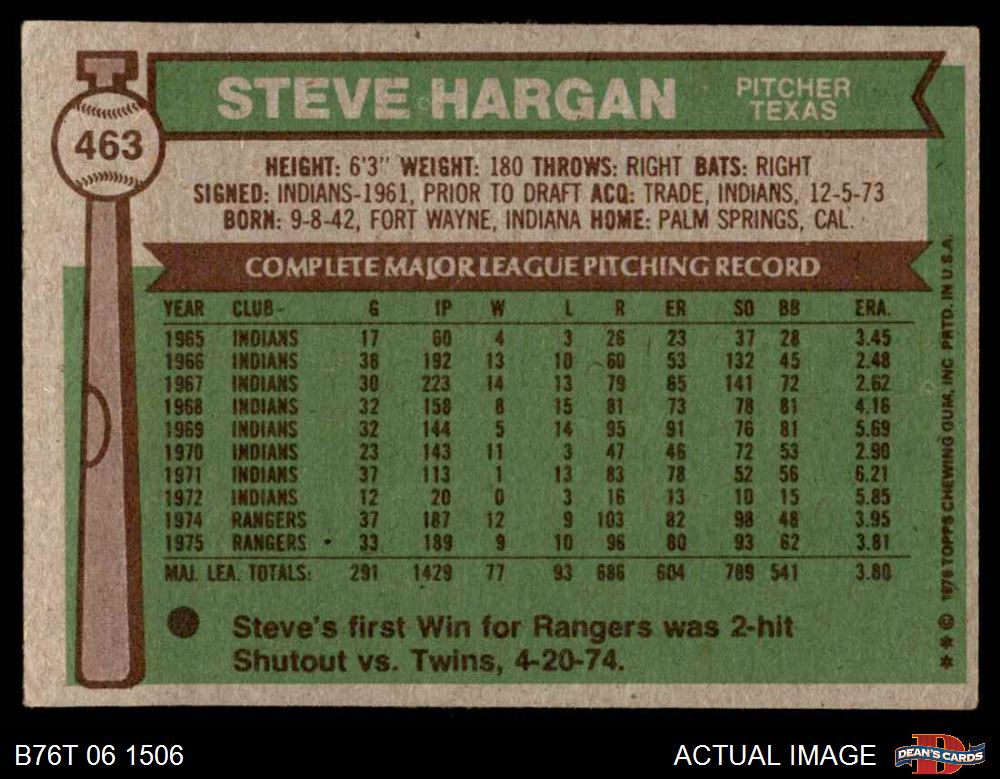 STEVE HARGAN
PITCHER
TEXAS
463
HEIGHT: 6'3" WEIGHT: 180 THROWS: RIGHT BATS: RIGHT
SIGNED: INDIANS-1961, PRIOR TO DRAFT ACQ: TRADE, INDIANS, 12-5-73
BORN: 9-8-42, FORT WAYNE, INDIANA HOME: PALM SPRINGS, CAL.
COMPLETE MAJOR LEAGUE PITCHING RECORD
YEAR CLUB G IP W L R ER SO BB ERA.
1965 INDIANS 17 60 4 3 26 23 37 28 3.45
1966 INDIANS 38 192 13 10 60 53 132 45 2.48
1967 INDIANS 30 223 14 13 79 65 141 72 2.62
1968 INDIANS 32 158 8 15 81 73 78 81 4.16
1969 INDIANS 32 144 5 14 95 91 76 81 5.69
1970 INDIANS 23 143 11 3 47 46 72 53 2.90
1971 INDIANS 37 113 1 13 83 78 52 56 6.21
1972 INDIANS 12 20 0 3 16 13 10 15 5.85
1974 RANGERS 37 187 12 9 103 82 98 48 3.95
1975 RANGERS 33 189 9 10 96 80 93 62 3.81
MAJ. LEA. TOTALS: 291 1429 77 93 686 604 789 541 3.80
Steve's first Win for Rangers was 2-hit
Shutout vs. Twins, 4-20-74.
* * © 1976 TOPPS CHEWING GUM, INC. PRTD. IN U.S.A.
B76T 06 1506
ACTUAL IMAGE
D
DEAN'S CARDS